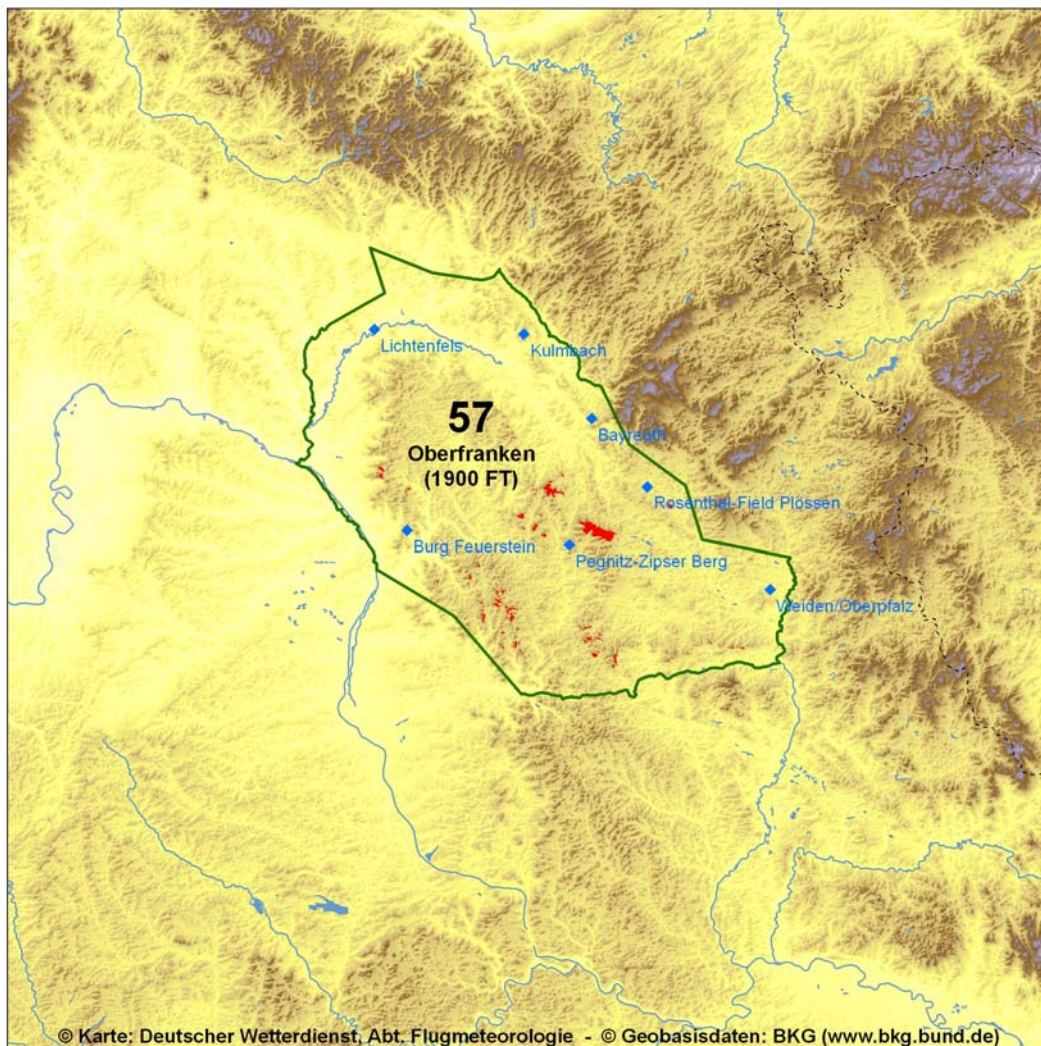 Lichtenfels
Kulmbach
57
Oberfranken
(1900 FT)
Bayreuth
Rosenthal-Field Plössen
Burg Feuerstein
Pegnitz-Zipser Berg
Weiden/Oberpfalz
© Karte: Deutscher Wetterdienst, Abt. Flugmeteorologie - © Geobasisdaten: BKG (www.bkg.bund.de)